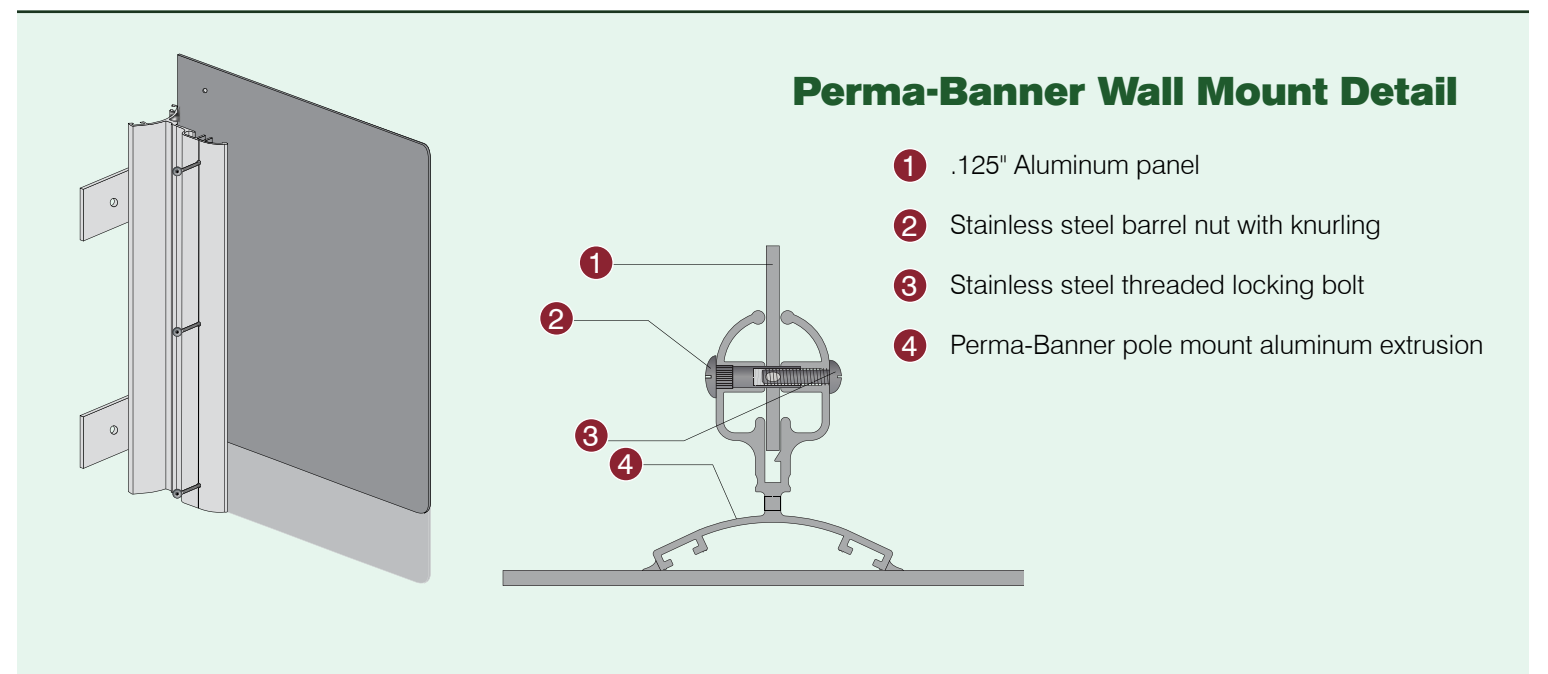 Perma-Banner Wall Mount Detail
1 .125" Aluminum panel
2 Stainless steel barrel nut with knurling
3 Stainless steel threaded locking bolt
4 Perma-Banner pole mount aluminum extrusion
1
2
3
4